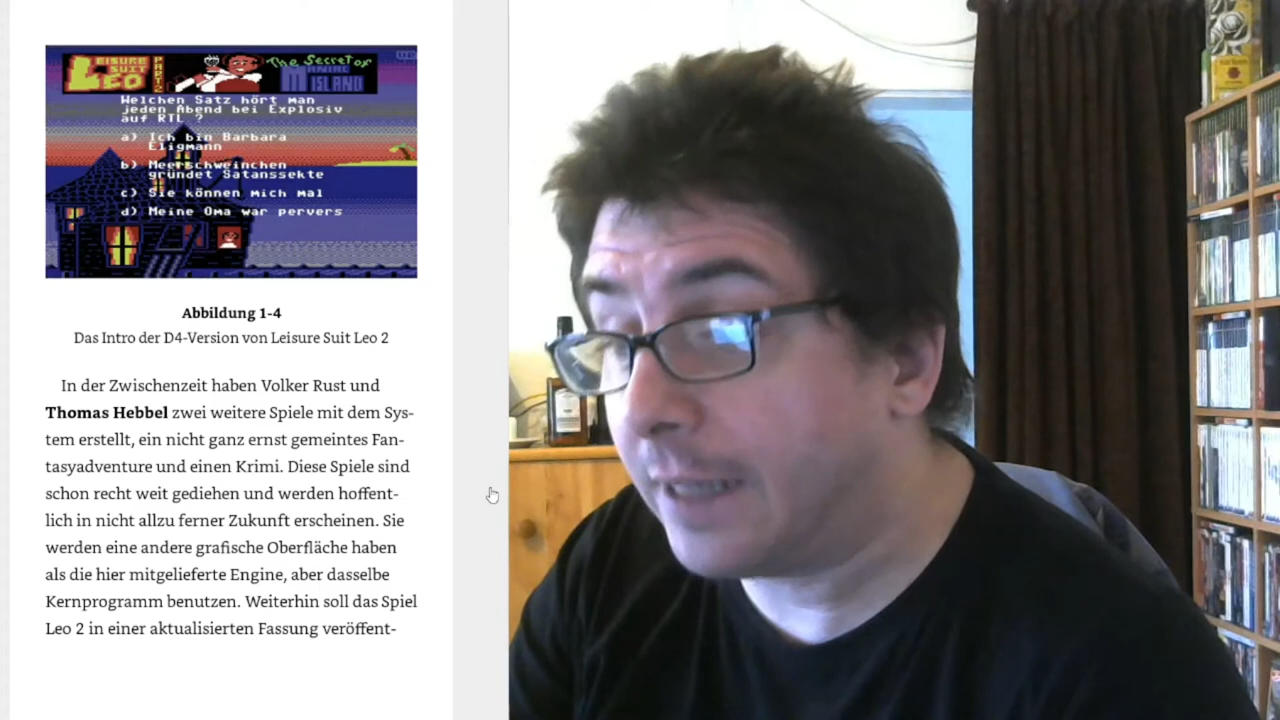 LEISURE SUIT LEO PART 2 The Secret of MANIAC ISLAND
Welchen Satz hört man
jeden Abend bei Explosiv
auf RTL ?
a) Ich bin Barbara
Eligmann
b) Meerschweinchen
gründet Satanssekte
c) Sie können mich mal
d) Meine Oma war pervers
Abbildung 1-4
Das Intro der D4-Version von Leisure Suit Leo 2
In der Zwischenzeit haben Volker Rust und
Thomas Hebbel zwei weitere Spiele mit dem Sys-
tem erstellt, ein nicht ganz ernst gemeintes Fan-
tasyadventure und einen Krimi. Diese Spiele sind
schon recht weit gediehen und werden hoffent-
lich in nicht allzu ferner Zukunft erscheinen. Sie
werden eine andere grafische Oberfläche haben
als die hier mitgelieferte Engine, aber dasselbe
Kernprogramm benutzen. Weiterhin soll das Spiel
Leo 2 in einer aktualisierten Fassung veröffent-